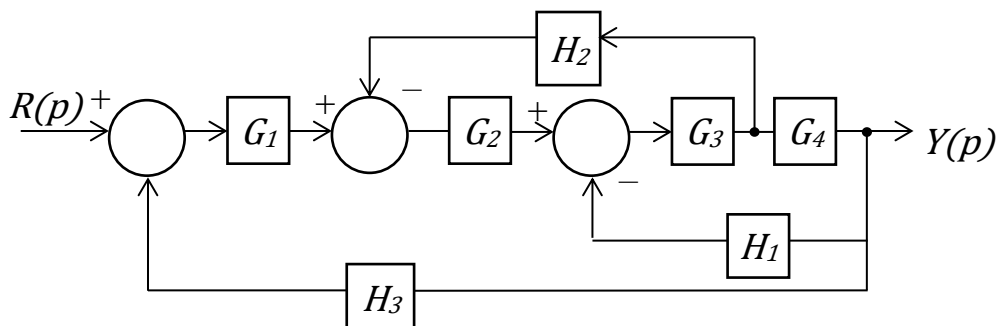 H2
R(p) + G1 + − G2 + G3 G4 Y(p)
−
H1
H3